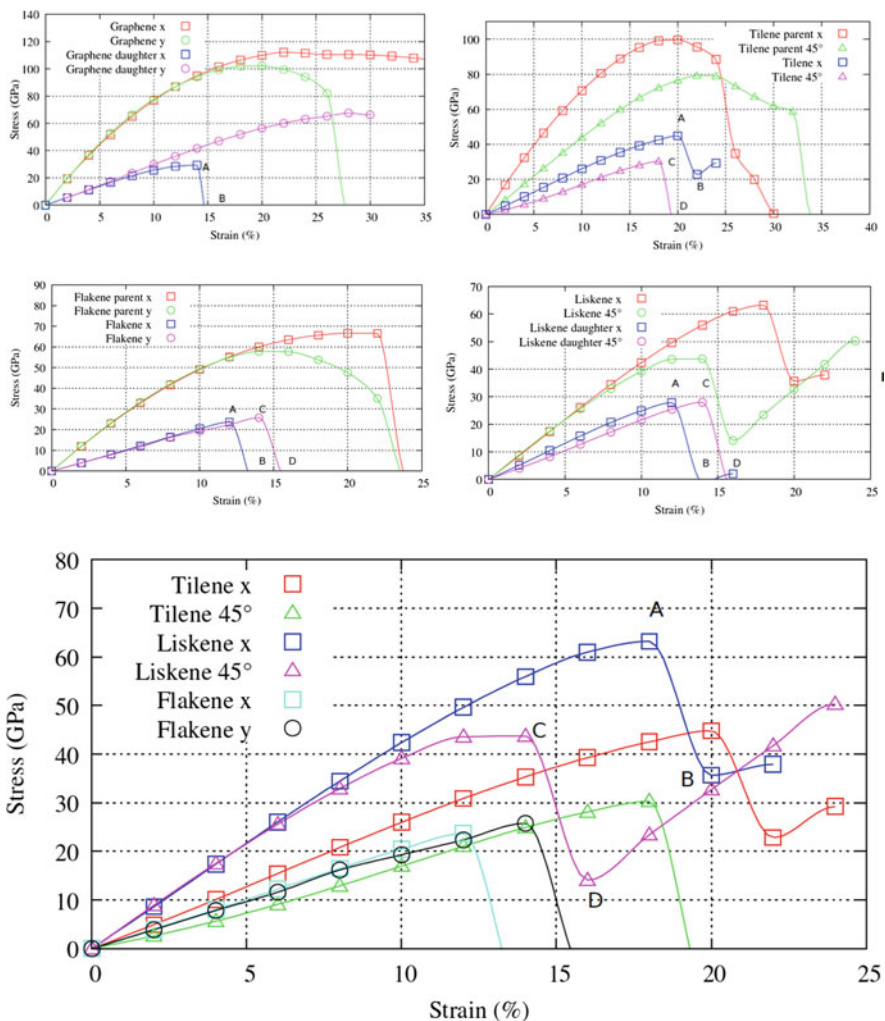 Graphene x
Graphene y
Graphene daughter x
Graphene daughter y
Stress (GPa)
140
120
100
80
60
40
20
0
A
B
0 5 10 15 20 25 30 35
Strain (%)
Tilene parent x
Tilene parent 45°
Tilene x
Tilene 45°
Stress (GPa)
100
80
60
40
20
0
A
C
B
D
0 5 10 15 20 25 30 35 40
Strain (%)
Flakene parent x
Flakene parent y
Flakene x
Flakene y
Stress (GPa)
90
80
70
60
50
40
30
20
10
0
A C
B D
0 5 10 15 20 25
Strain (%)
Liskene x
Liskene 45°
Liskene daughter x
Liskene daughter 45°
Stress (GPa)
70
60
50
40
30
20
10
0
A C
B D
0 5 10 15 20 25
Strain (%)
Tilene x
Tilene 45°
Liskene x
Liskene 45°
Flakene x
Flakene y
Stress (GPa)
80
70
60
50
40
30
20
10
0
A
C
B
D
0 5 10 15 20 25
Strain (%)